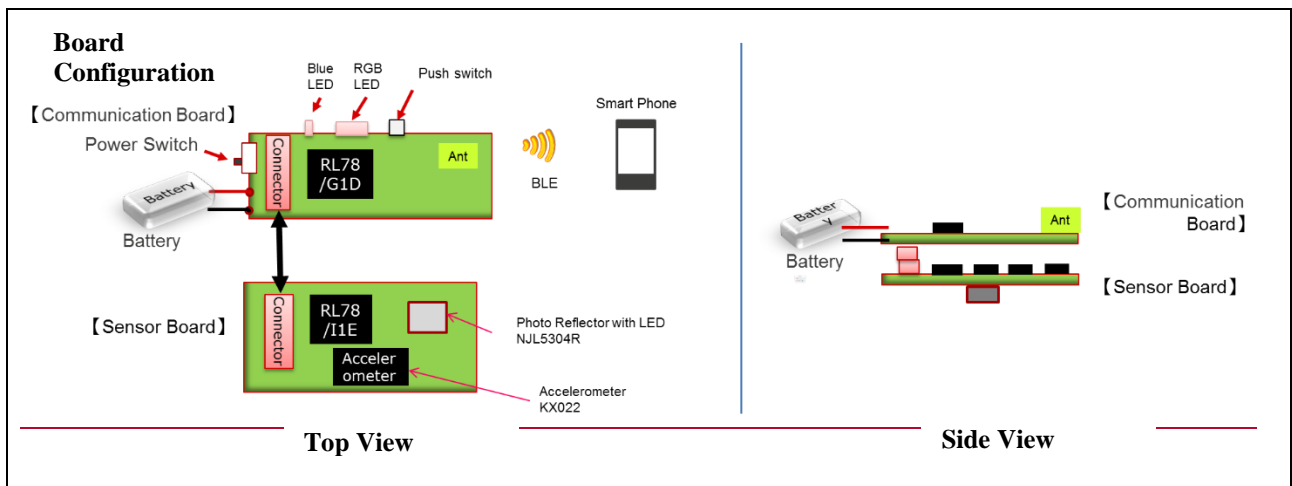 Board
Configuration
【Communication Board】
Power Switch
Blue
LED
RGB
LED
Push switch
Smart Phone
Connector
RL78
/G1D
Ant
BLE
Battery
Battery
【Sensor Board】
Connector
RL78
/I1E
Acceler
ometer
Photo Reflector with LED
NJL5304R
Accelerometer
KX022
Top View
Batter
y
Battery
Ant
【Communication
Board】
【Sensor Board】
Side View